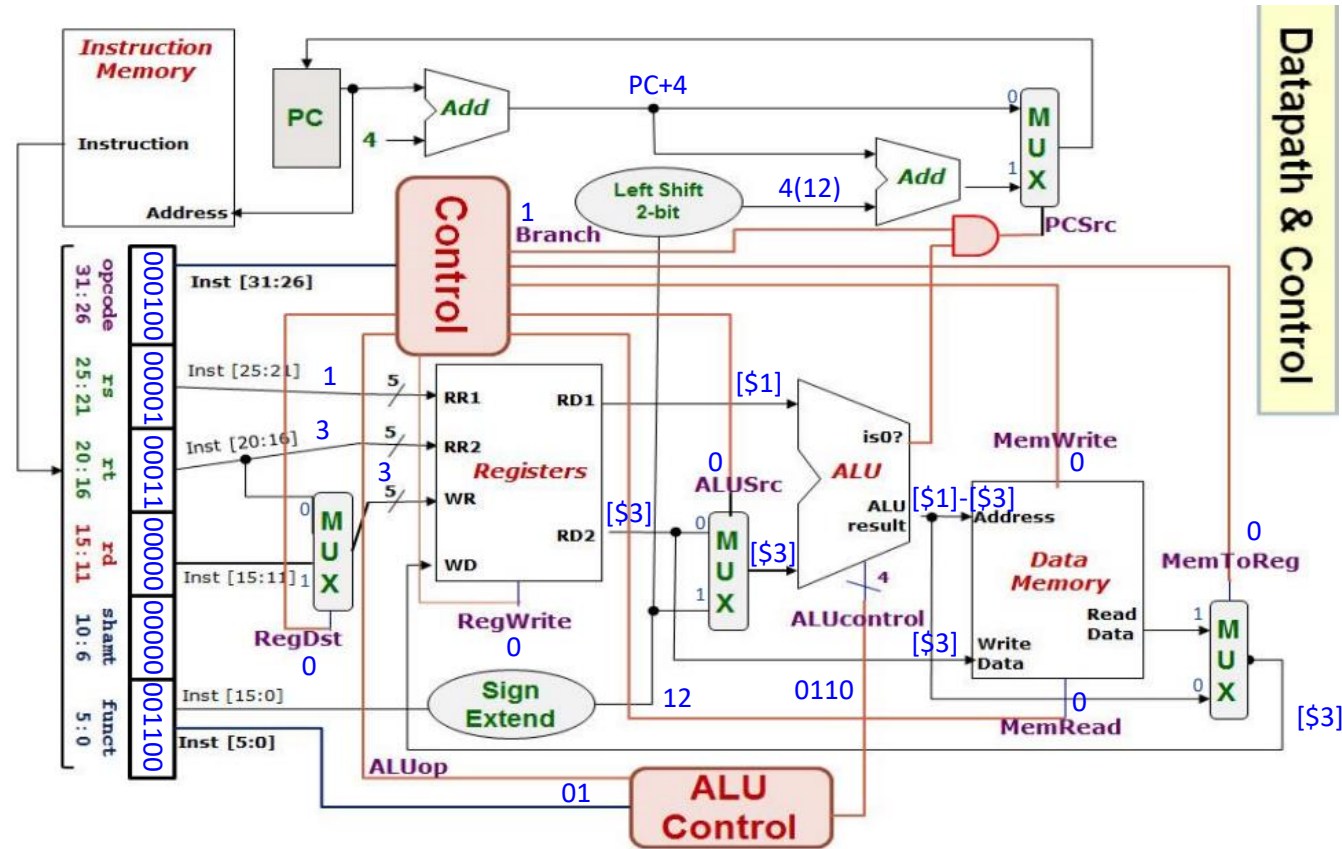 Datapath & Control
Instruction
Memory
Instruction
Address
PC
4
Add
PC+4
0
MUX
1
PCSrc
Left Shift
2-bit
4(12)
Add
Control
1
Branch
opcode
31:26
000100
Inst [31:26]
rs
25:21
00001
Inst [25:21]
1
5
rt
20:16
00011
Inst [20:16]
3
5
rd
15:11
00000
Inst [15:11]
shamt
10:6
00000
funct
5:0
001100
Inst [15:0]
Inst [5:0]
0
MUX
1
RegDst
0
3
5
RR1
RR2
WR
WD
Registers
RD1
RD2
RegWrite
0
[$1]
[$3]
0
ALUSrc
0
MUX
1
[$3]
is0?
ALU
ALU
result
4
ALUcontrol
0110
[$1]-[$3]
MemWrite
0
Address
Data
Memory
Read
Data
Write
Data
[$3]
0
MemRead
0
MemToReg
1
MUX
0
[$3]
Sign
Extend
12
ALUop
01
ALU
Control